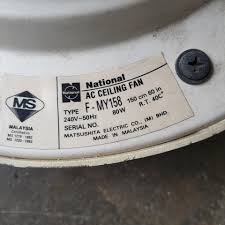 National
AC CEILING FAN
TYPE F-MY158 150 cm 60 in
240V~50Hz 80W R.T. 40C
SERIAL NO.
MATSUSHITA ELECTRIC CO. (M) BHD.
MADE IN MALAYSIA
MS
MALAYSIA